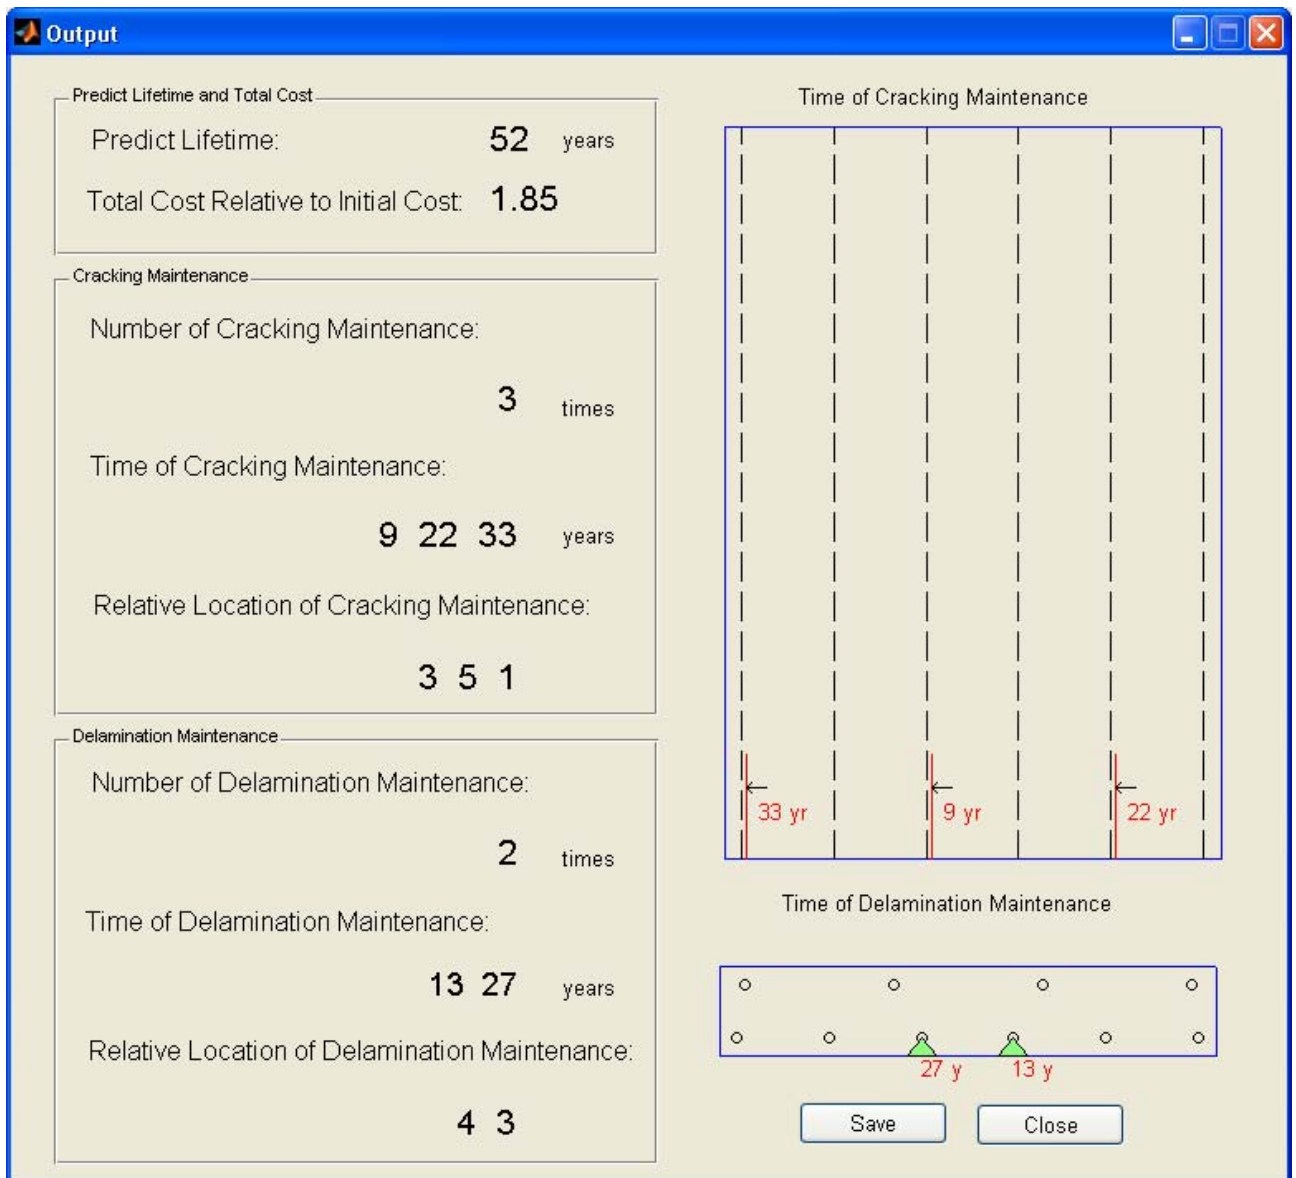 Output
Predict Lifetime and Total Cost
Predict Lifetime: 52 years
Total Cost Relative to Initial Cost: 1.85
Cracking Maintenance
Number of Cracking Maintenance:
3 times
Time of Cracking Maintenance:
9 22 33 years
Relative Location of Cracking Maintenance:
3 5 1
Delamination Maintenance
Number of Delamination Maintenance:
2 times
Time of Delamination Maintenance:
13 27 years
Relative Location of Delamination Maintenance:
4 3
Time of Cracking Maintenance
33 yr 9 yr 22 yr
Time of Delamination Maintenance
27 y 13 y
Save Close